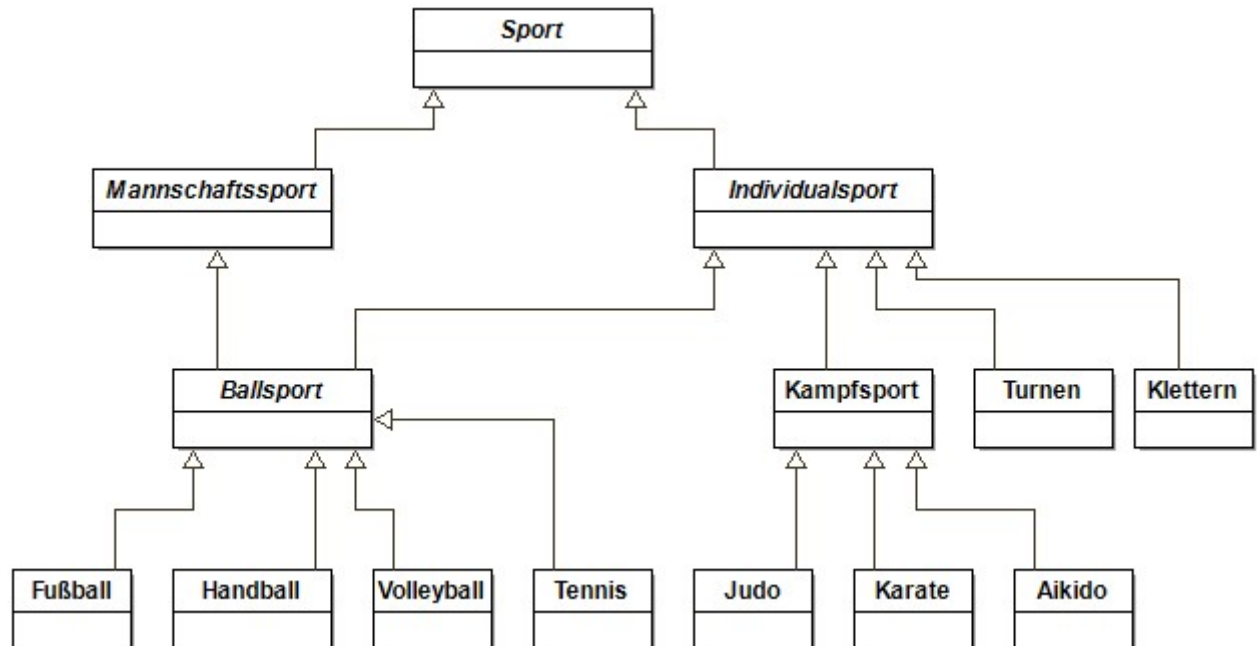 Sport
Mannschaftssport
Individualsport
Ballsport
Kampfsport
Turnen
Klettern
Fußball
Handball
Volleyball
Tennis
Judo
Karate
Aikido